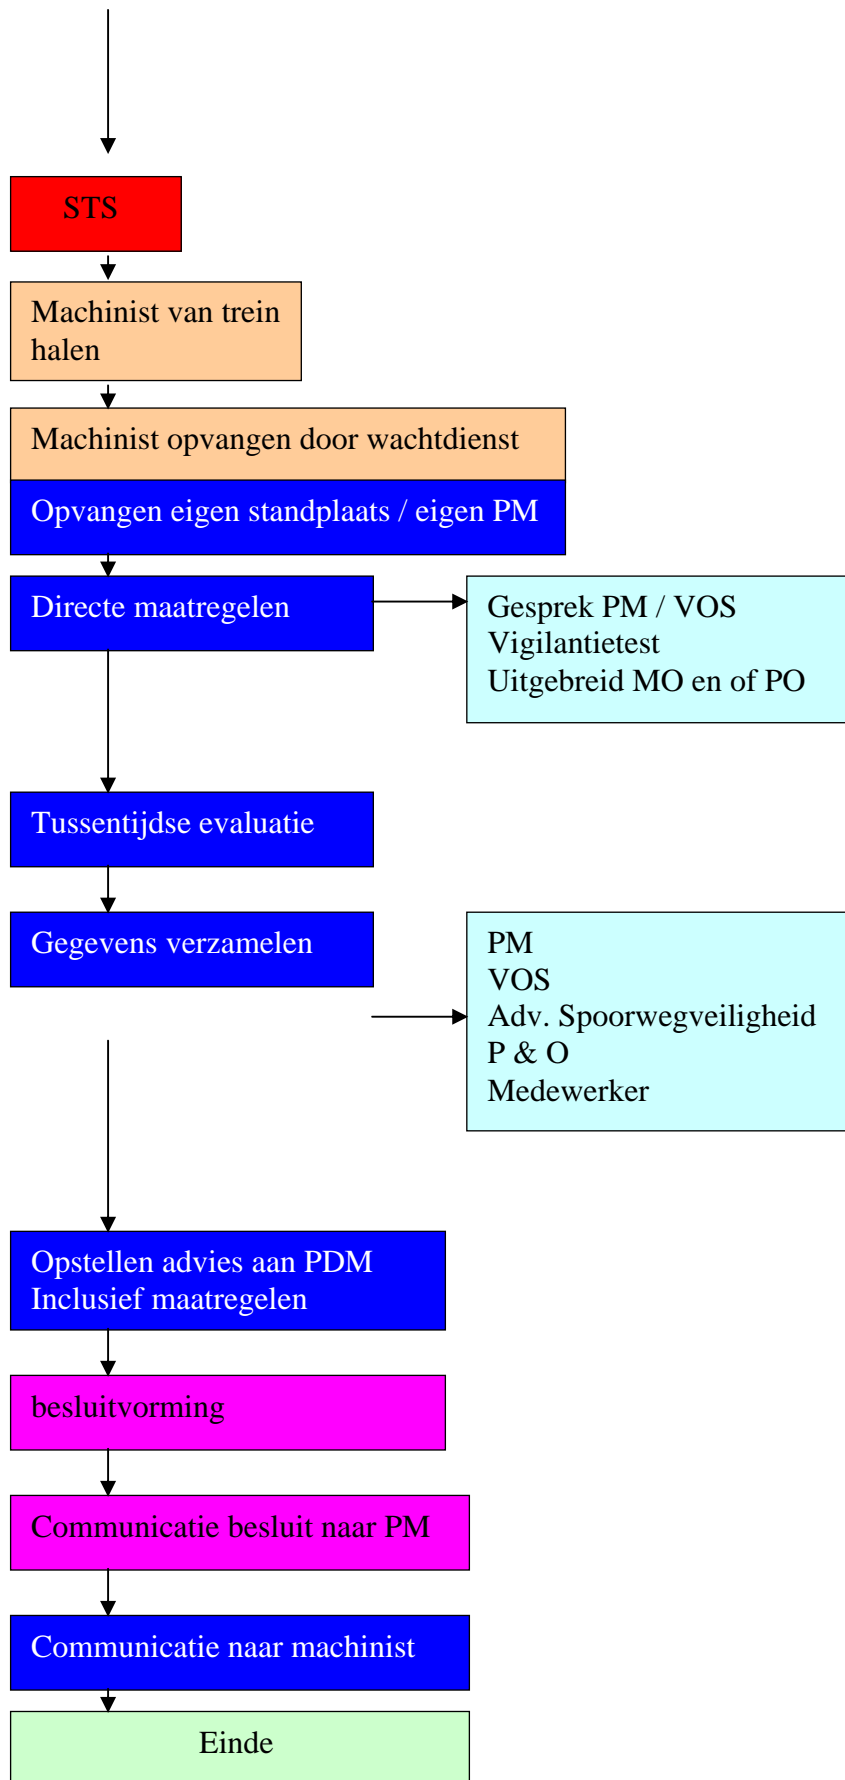 STS
Machinist van trein
halen
Machinist opvangen door wachtdienst
Opvangen eigen standplaats / eigen PM
Directe maatregelen
Gesprek PM / VOS
Vigilantietest
Uitgebreid MO en of PO
Tussentijdse evaluatie
Gegevens verzamelen
PM
VOS
Adv. Spoorwegveiligheid
P & O
Medewerker
Opstellen advies aan PDM
Inclusief maatregelen
besluitvorming
Communicatie besluit naar PM
Communicatie naar machinist
Einde